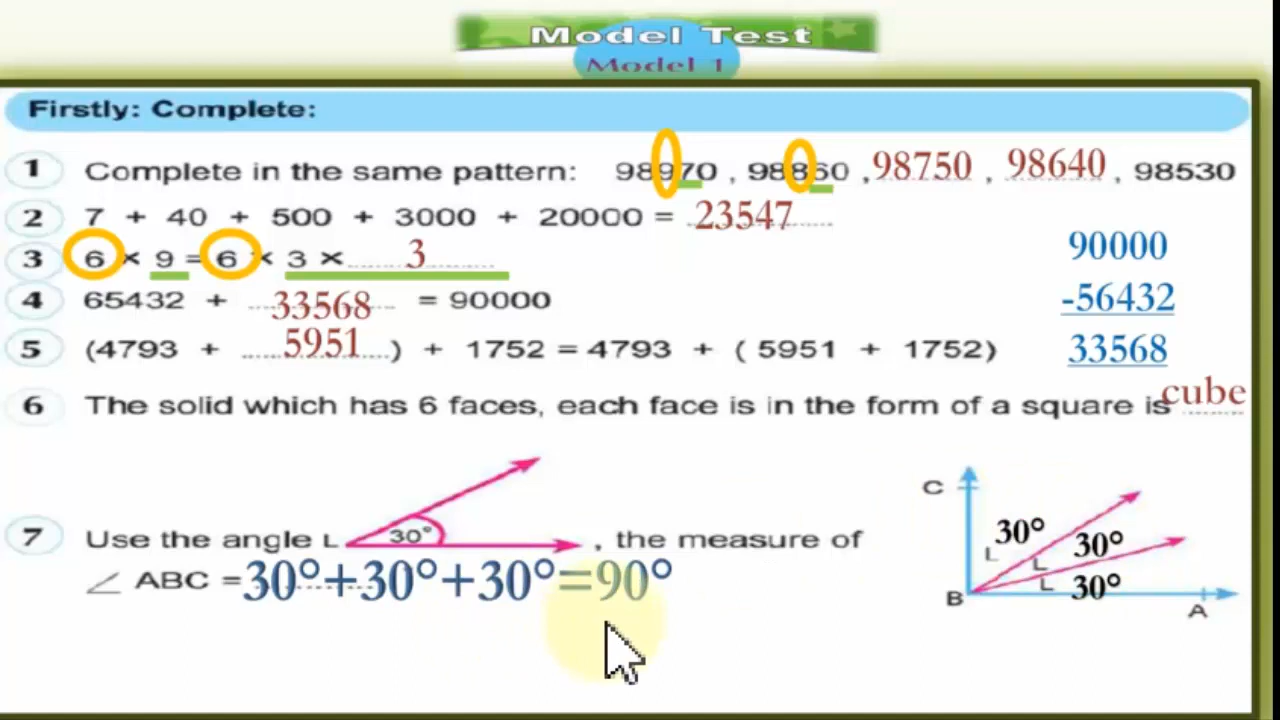 Model Test
Model 1
Firstly: Complete:
1 Complete in the same pattern: 98970 , 98860 , 98750 , 98640 , 98530
2 7 + 40 + 500 + 3000 + 20000 = 23547
3 6 × 9 = 6 × 3 × 3
4 65432 + 33568 = 90000
5 (4793 + 5951 ) + 1752 = 4793 + ( 5951 + 1752)
90000
-56432
33568
6 The solid which has 6 faces, each face is in the form of a square is cube
7 Use the angle L 30° , the measure of
∠ ABC = 30°+30°+30°=90°
C
30°
L
30°
L
30°
L
B
A